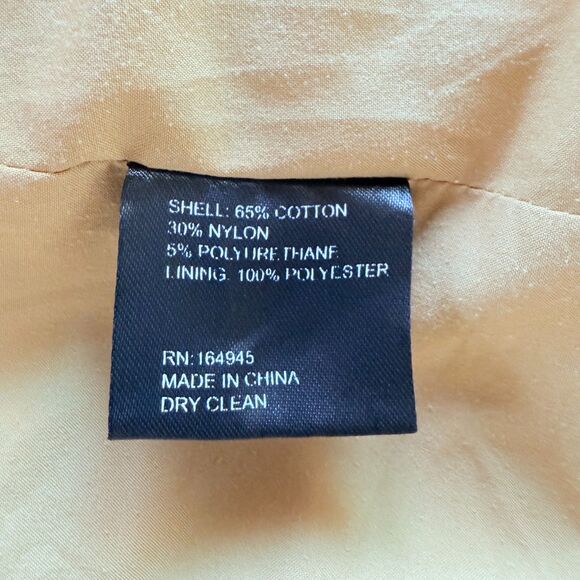 SHELL: 65% COTTON
30% NYLON
5% POLYURETHANE
LINING: 100% POLYESTER
RN:164945
MADE IN CHINA
DRY CLEAN